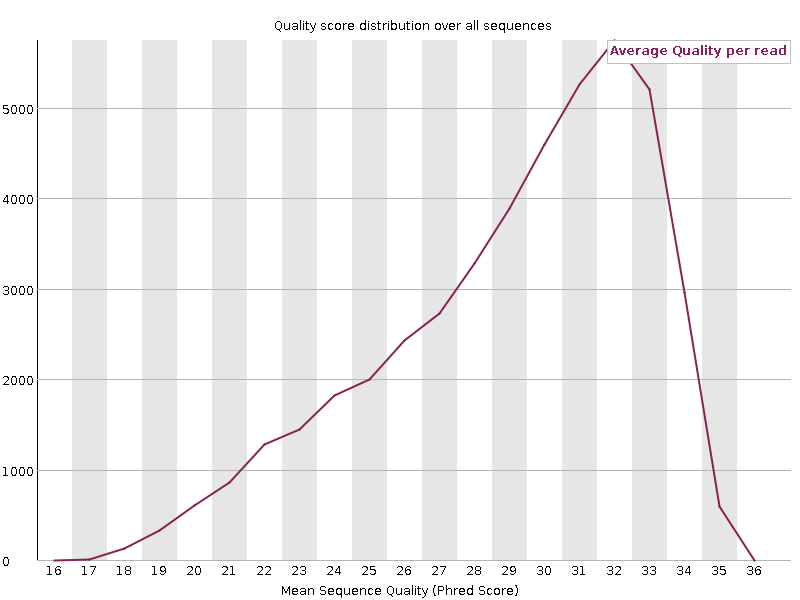 Quality score distribution over all sequences
Average Quality per read
5000
4000
3000
2000
1000
0
16 17 18 19 20 21 22 23 24 25 26 27 28 29 30 31 32 33 34 35 36
Mean Sequence Quality (Phred Score)